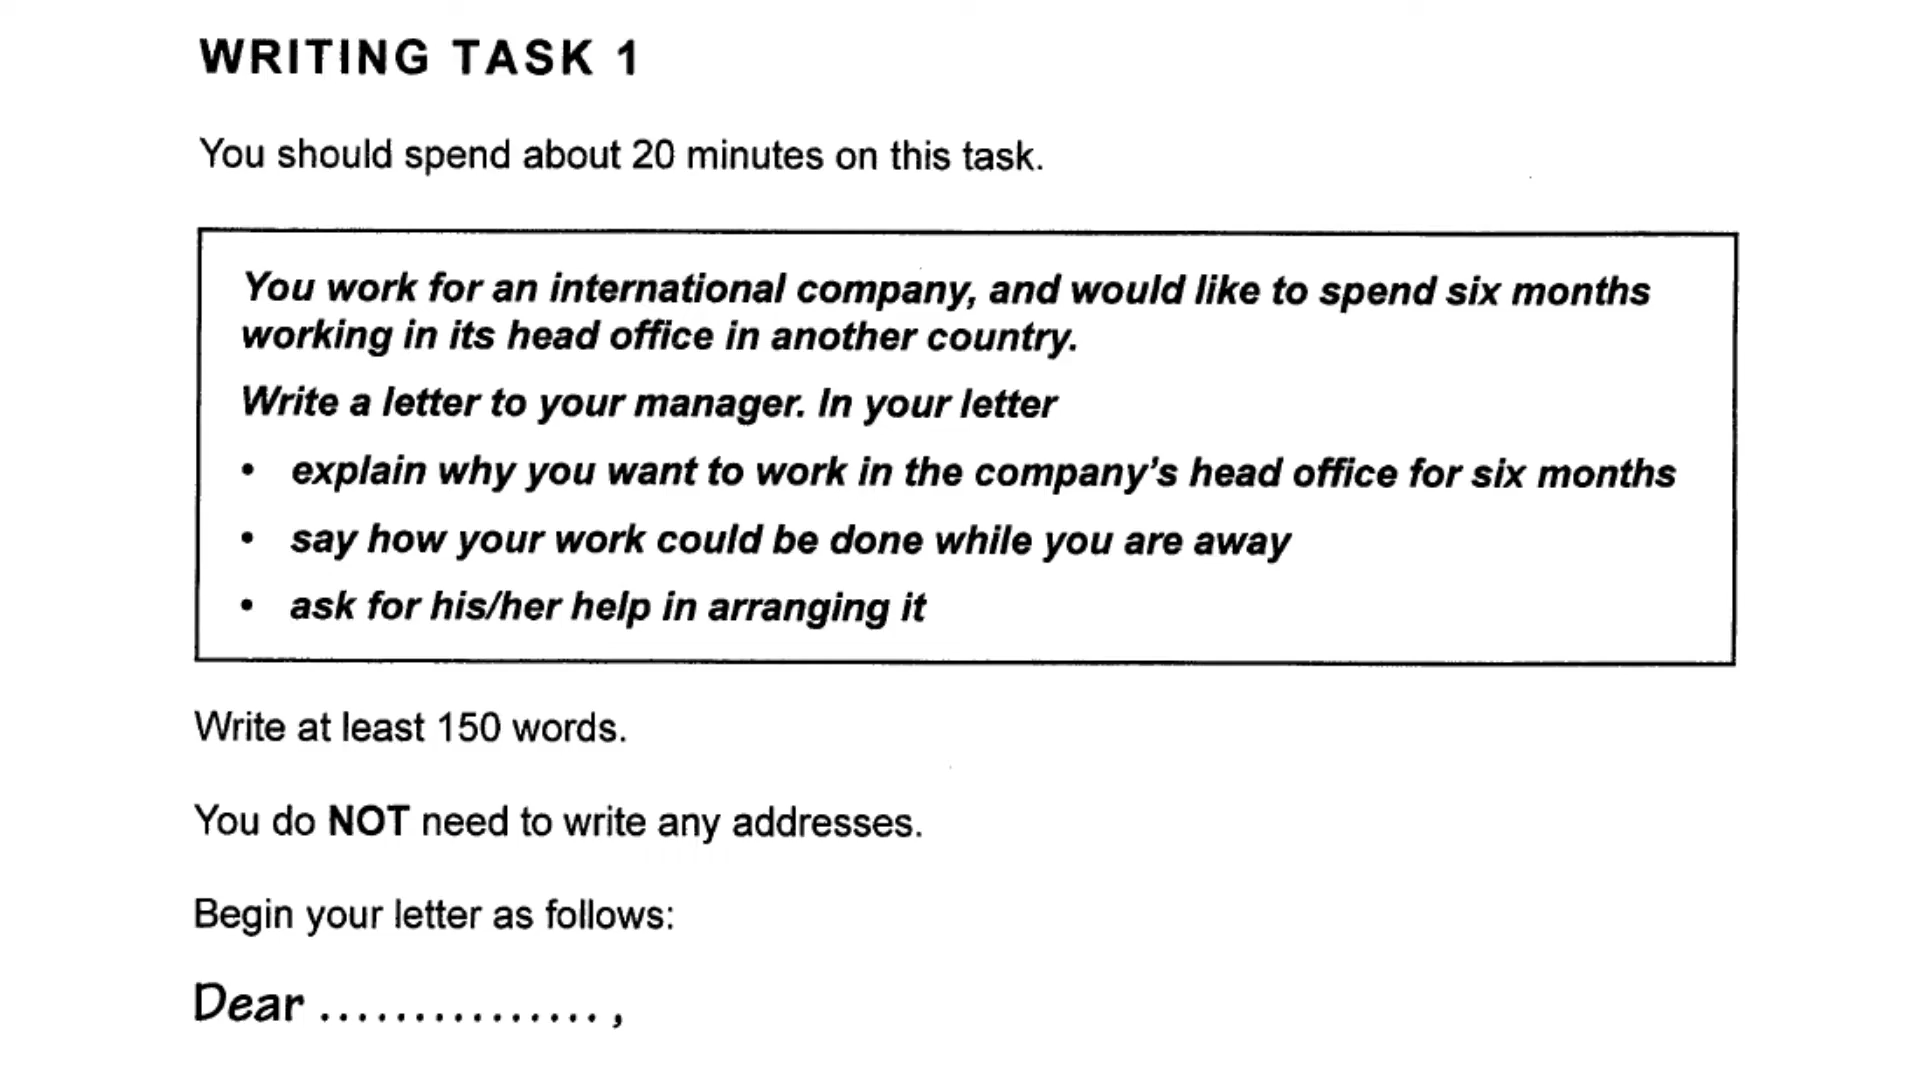 WRITING TASK 1
You should spend about 20 minutes on this task.
You work for an international company, and would like to spend six months
working in its head office in another country.
Write a letter to your manager. In your letter
• explain why you want to work in the company's head office for six months
• say how your work could be done while you are away
• ask for his/her help in arranging it
Write at least 150 words.
You do NOT need to write any addresses.
Begin your letter as follows:
Dear ...............,